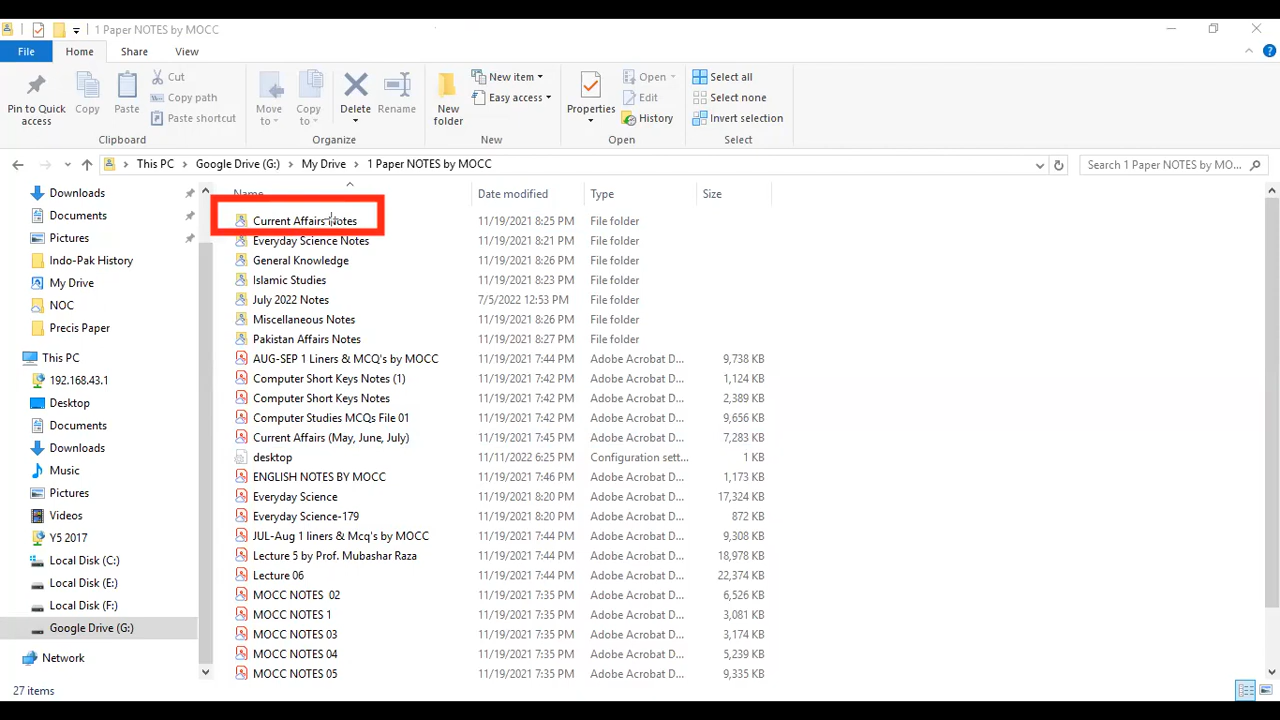 1 Paper NOTES by MOCC
File Home Share View
Pin to Quick access
Copy
Paste
Cut
Copy path
Paste shortcut
Clipboard
Move to
Copy to
Delete
Rename
Organize
New folder
New item
Easy access
New
Properties
Open
Edit
History
Open
Select all
Select none
Invert selection
Select
This PC > Google Drive (G:) > My Drive > 1 Paper NOTES by MOCC
Search 1 Paper NOTES by MO...
Downloads
Documents
Pictures
Indo-Pak History
My Drive
NOC
Precis Paper
This PC
192.168.43.1
Desktop
Documents
Downloads
Music
Pictures
Videos
Y5 2017
Local Disk (C:)
Local Disk (E:)
Local Disk (F:)
Google Drive (G:)
Network
Name Date modified Type Size
Current Affairs Notes 11/19/2021 8:25 PM File folder
Everyday Science Notes 11/19/2021 8:21 PM File folder
General Knowledge 11/19/2021 8:26 PM File folder
Islamic Studies 11/19/2021 8:23 PM File folder
July 2022 Notes 7/5/2022 12:53 PM File folder
Miscellaneous Notes 11/19/2021 8:26 PM File folder
Pakistan Affairs Notes 11/19/2021 8:27 PM File folder
AUG-SEP 1 Liners & MCQ's by MOCC 11/19/2021 7:44 PM Adobe Acrobat D... 9,738 KB
Computer Short Keys Notes (1) 11/19/2021 7:42 PM Adobe Acrobat D... 1,124 KB
Computer Short Keys Notes 11/19/2021 7:42 PM Adobe Acrobat D... 2,389 KB
Computer Studies MCQs File 01 11/19/2021 7:42 PM Adobe Acrobat D... 9,656 KB
Current Affairs (May, June, July) 11/19/2021 7:45 PM Adobe Acrobat D... 7,283 KB
desktop 11/11/2022 6:25 PM Configuration sett... 1 KB
ENGLISH NOTES BY MOCC 11/19/2021 7:46 PM Adobe Acrobat D... 1,173 KB
Everyday Science 11/19/2021 8:20 PM Adobe Acrobat D... 17,324 KB
Everyday Science-179 11/19/2021 8:20 PM Adobe Acrobat D... 872 KB
JUL-Aug 1 liners & Mcq's by MOCC 11/19/2021 7:44 PM Adobe Acrobat D... 9,308 KB
Lecture 5 by Prof. Mubashar Raza 11/19/2021 7:44 PM Adobe Acrobat D... 18,978 KB
Lecture 06 11/19/2021 7:44 PM Adobe Acrobat D... 22,374 KB
MOCC NOTES 02 11/19/2021 7:35 PM Adobe Acrobat D... 6,526 KB
MOCC NOTES 1 11/19/2021 7:35 PM Adobe Acrobat D... 3,081 KB
MOCC NOTES 03 11/19/2021 7:35 PM Adobe Acrobat D... 3,174 KB
MOCC NOTES 04 11/19/2021 7:35 PM Adobe Acrobat D... 5,239 KB
MOCC NOTES 05 11/19/2021 7:35 PM Adobe Acrobat D... 9,335 KB
27 items